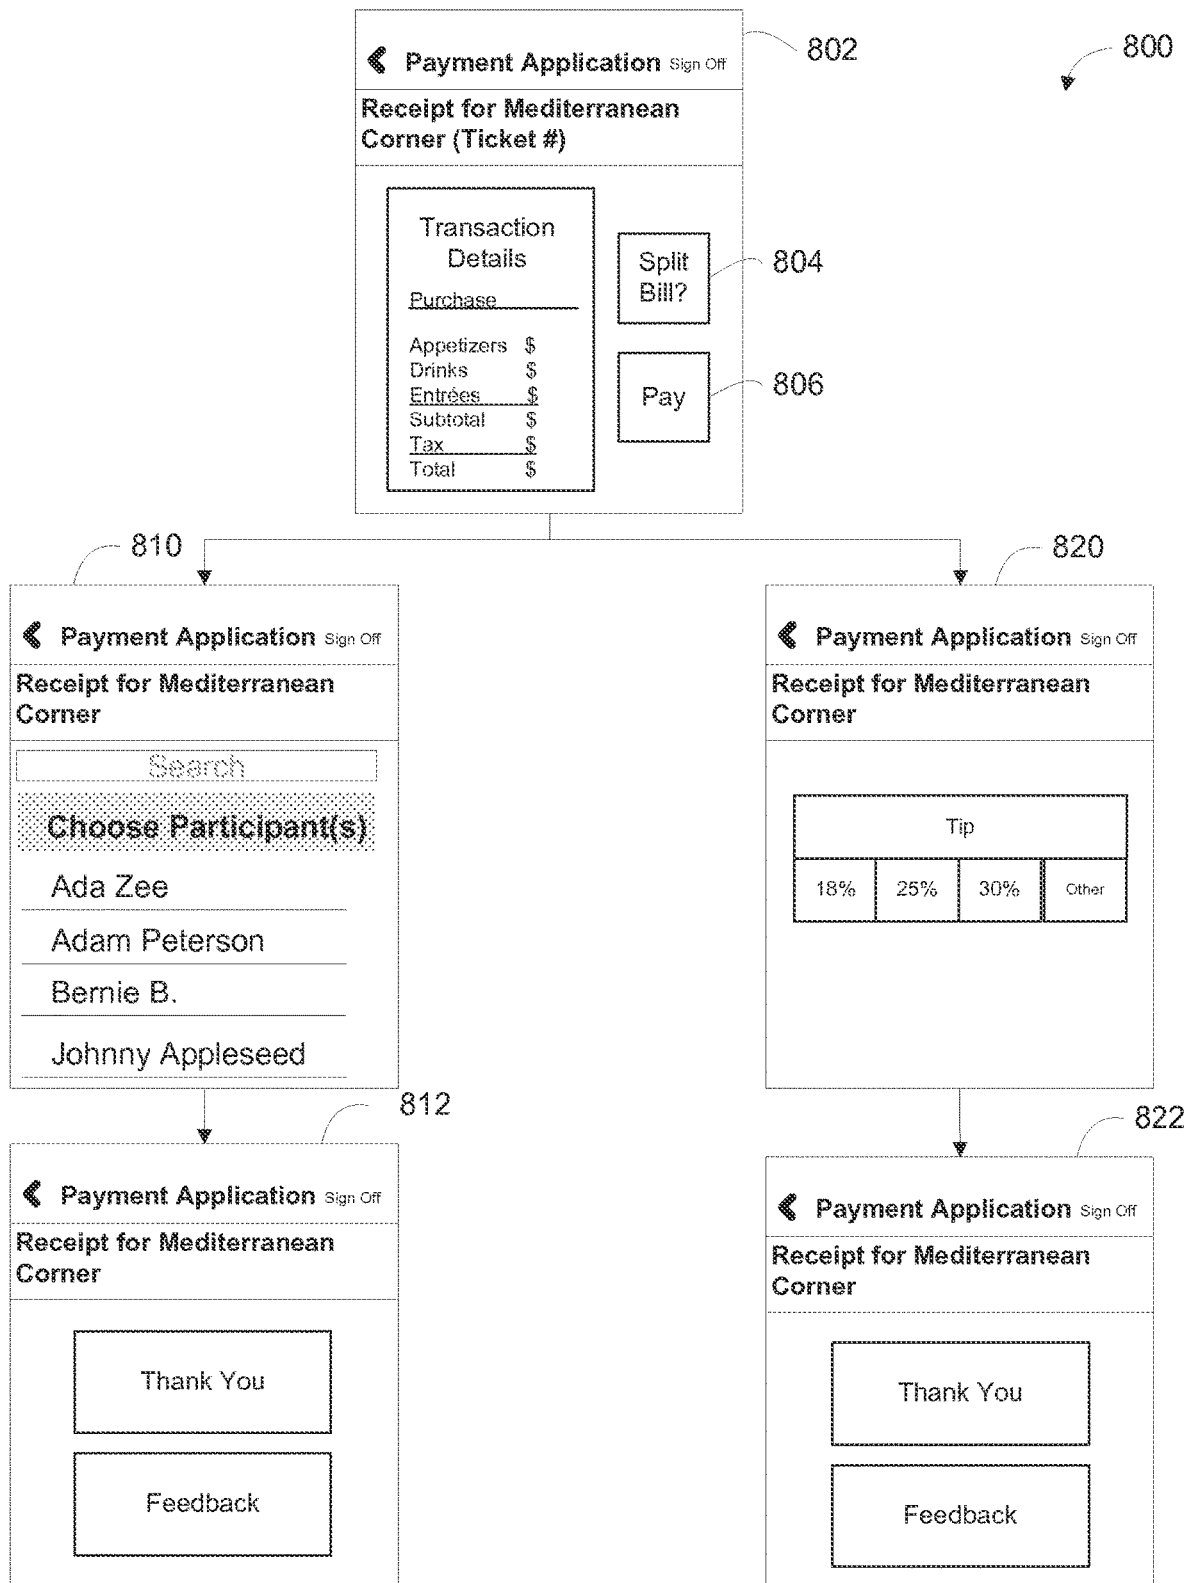 802
800
Payment Application Sign Off
Receipt for Mediterranean
Corner (Ticket #)
Transaction
Details
Purchase
Appetizers $
Drinks $
Entrées $
Subtotal $
Tax $
Total $
Split
Bill?
804
Pay
806
810
Payment Application Sign Off
Receipt for Mediterranean
Corner
Search
Choose Participant(s)
Ada Zee
Adam Peterson
Bernie B.
Johnny Appleseed
820
Payment Application Sign Off
Receipt for Mediterranean
Corner
Tip
18% 25% 30% Other
812
Payment Application Sign Off
Receipt for Mediterranean
Corner
Thank You
Feedback
822
Payment Application Sign Off
Receipt for Mediterranean
Corner
Thank You
Feedback